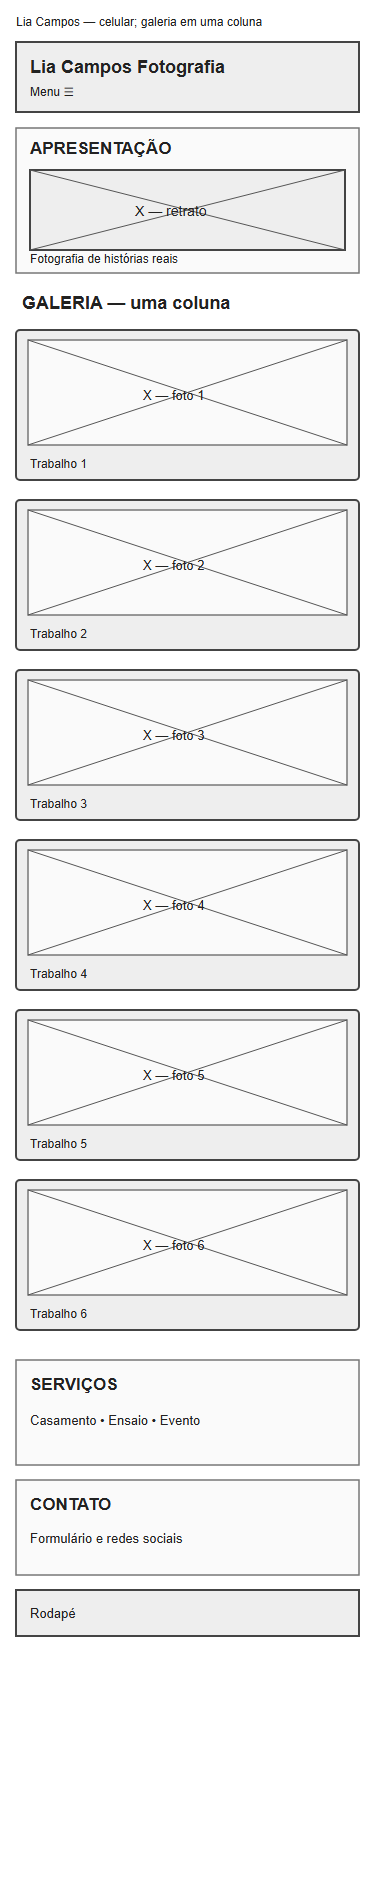 Lia Campos — celular; galeria em uma coluna
Lia Campos Fotografia
Menu ☰
APRESENTAÇÃO
X — retrato
Fotografia de histórias reais
GALERIA — uma coluna
X — foto 1
Trabalho 1
X — foto 2
Trabalho 2
X — foto 3
Trabalho 3
X — foto 4
Trabalho 4
X — foto 5
Trabalho 5
X — foto 6
Trabalho 6
SERVIÇOS
Casamento • Ensaio • Evento
CONTATO
Formulário e redes sociais
Rodapé